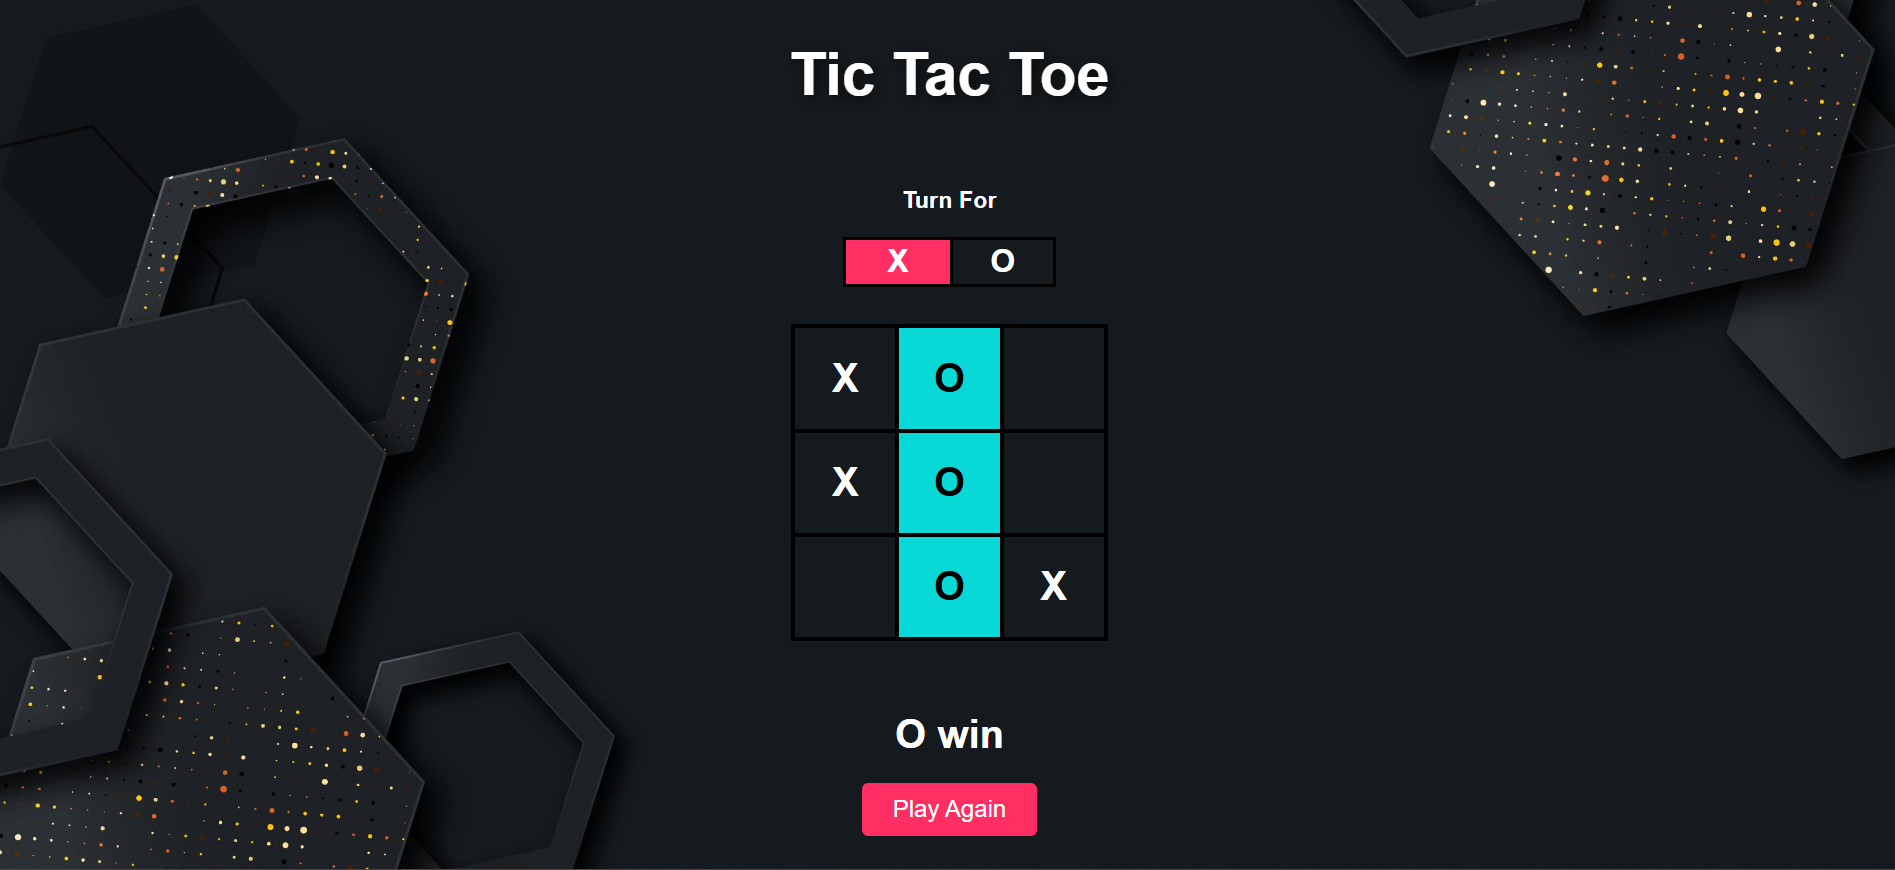 Tic Tac Toe
Turn For
X O
X O
X O
O X
O win
Play Again